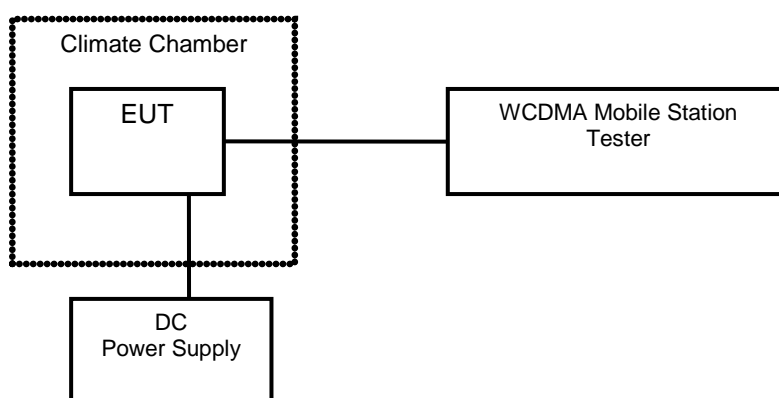 Climate Chamber
EUT
WCDMA Mobile Station
Tester
DC
Power Supply